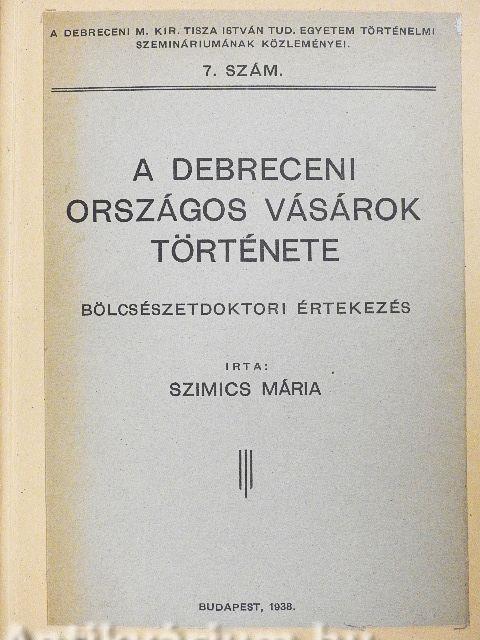 A DEBRECENI M. KIR. TISZA ISTVÁN TUD. EGYETEM TÖRTÉNELMI
SZEMINÁRIUMÁNAK KÖZLEMÉNYEI.
7. SZÁM.
A DEBRECENI
ORSZÁGOS VÁSÁROK
TÖRTÉNETE
BÖLCSÉSZETDOKTORI ÉRTEKEZÉS
IRTA:
SZIMICS MÁRIA
BUDAPEST, 1938.